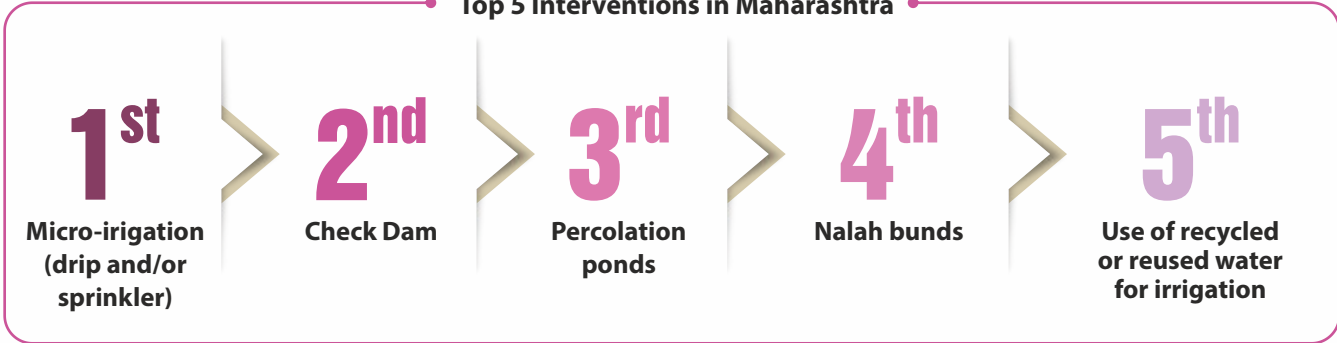 Top 5 Interventions in Maharashtra
1st
Micro-irigation
(drip and/or
sprinkler)
2nd
Check Dam
3rd
Percolation
ponds
4th
Nalah bunds
5th
Use of recycled
or reused water
for irrigation